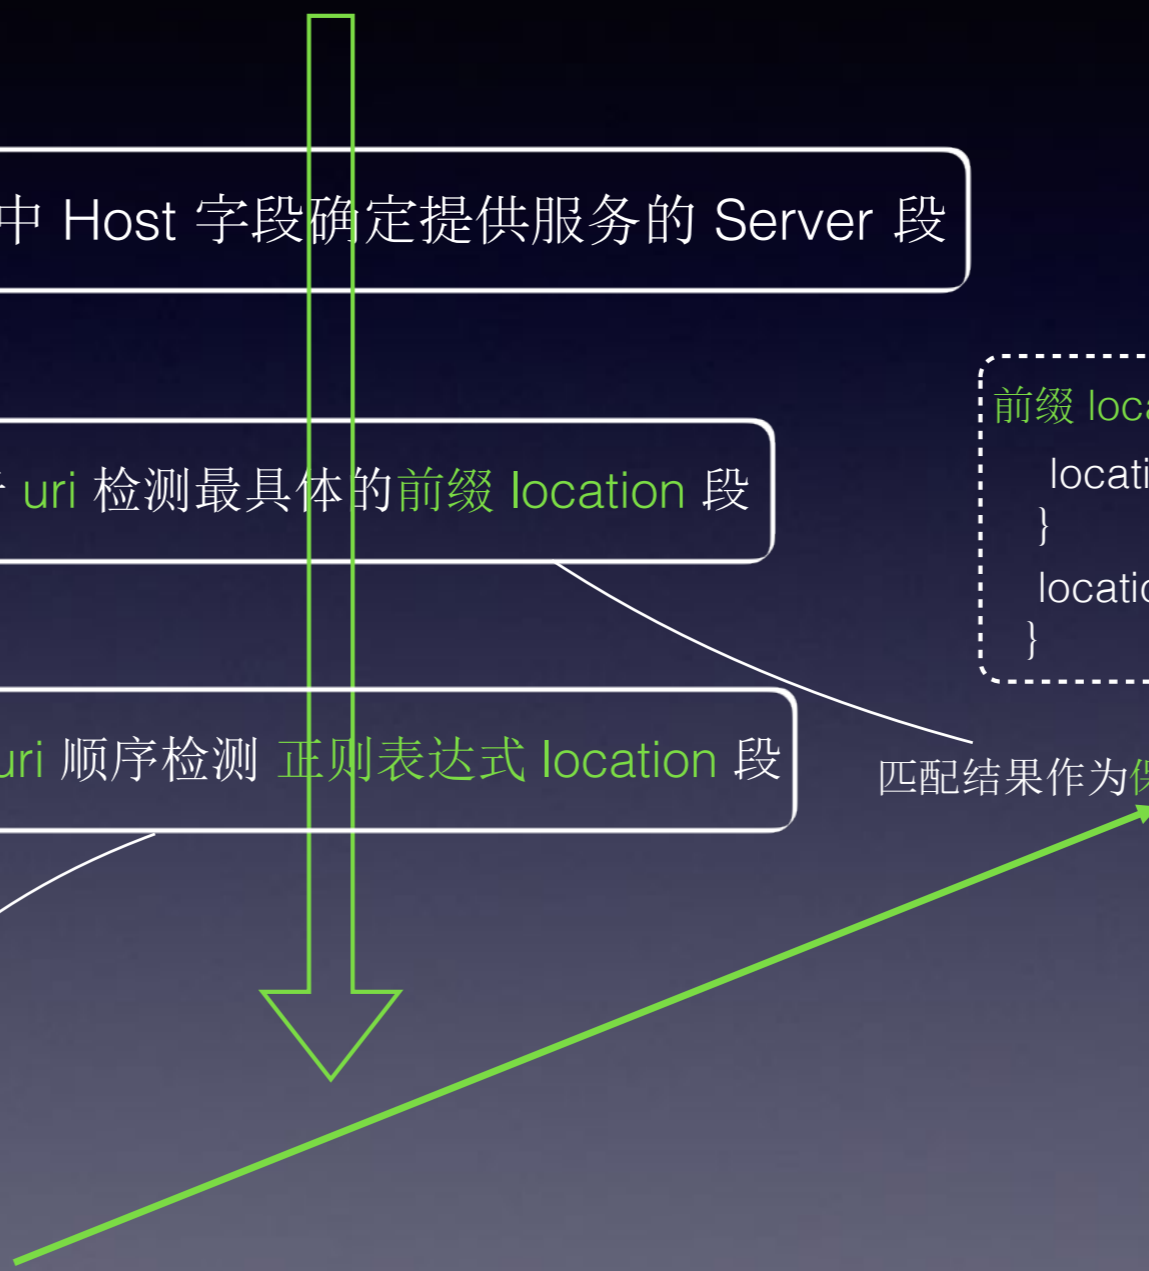 中 Host 字段确定提供服务的 Server 段
前缀
uri 检测最具体的前缀 location 段
}
}
uri 顺序检测 正则表达式 location 段
匹配结果作为